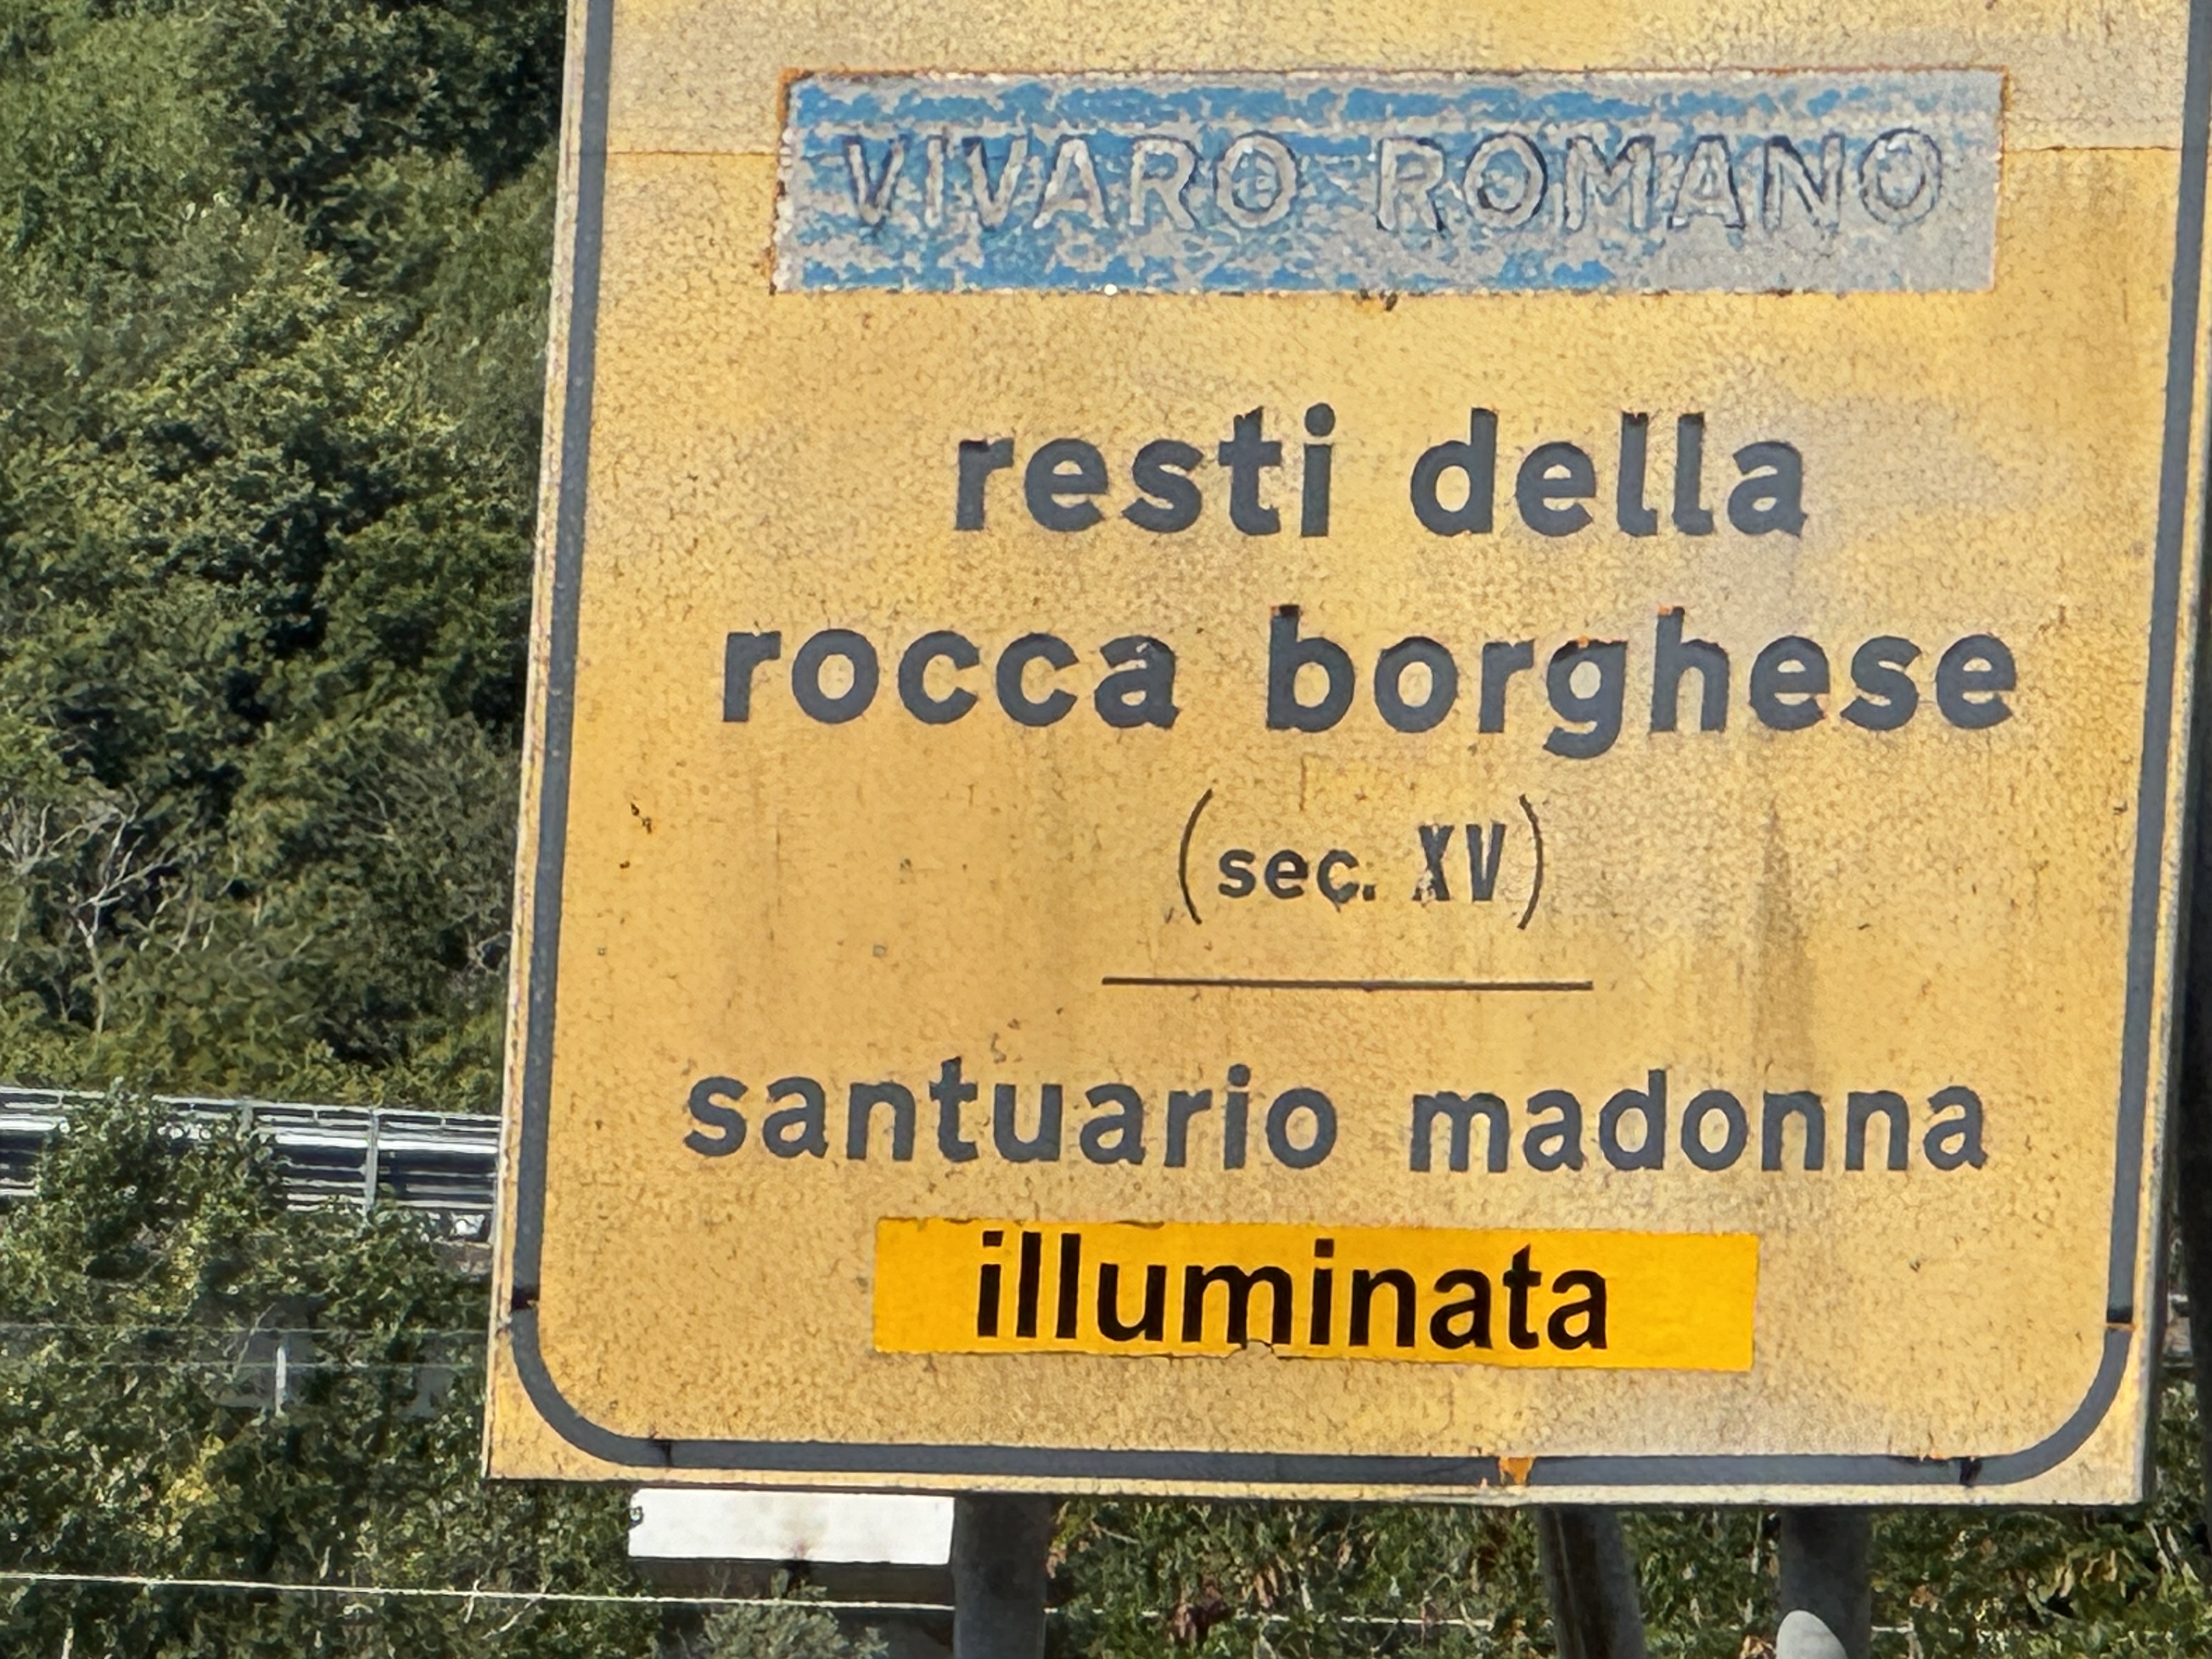 VIVARO ROMANO
resti della
rocca borghese
(sec. XV)
santuario madonna
illuminata